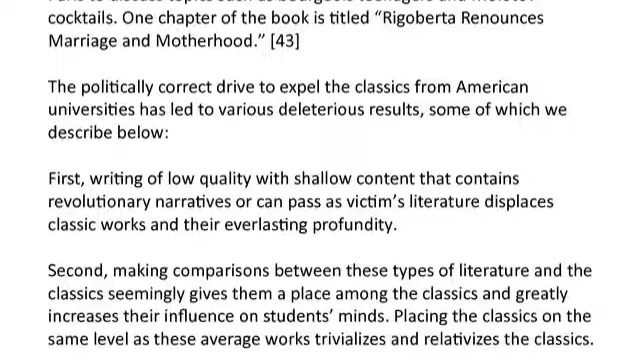 cocktails. One chapter of the book is titled “Rigoberta Renounces
Marriage and Motherhood.” [43]
The politically correct drive to expel the classics from American
universities has led to various deleterious results, some of which we
describe below:
First, writing of low quality with shallow content that contains
revolutionary narratives or can pass as victim’s literature displaces
classic works and their everlasting profundity.
Second, making comparisons between these types of literature and the
classics seemingly gives them a place among the classics and greatly
increases their influence on students’ minds. Placing the classics on the
same level as these average works trivializes and relativizes the classics.